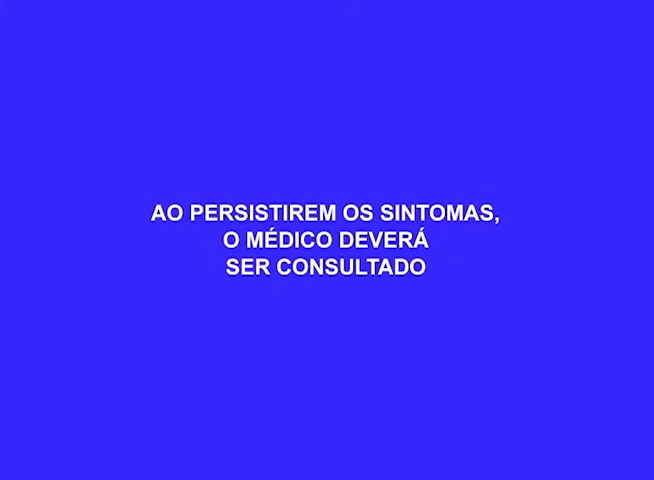 AO PERSISTIREM OS SINTOMAS,
O MÉDICO DEVERÁ
SER CONSULTADO